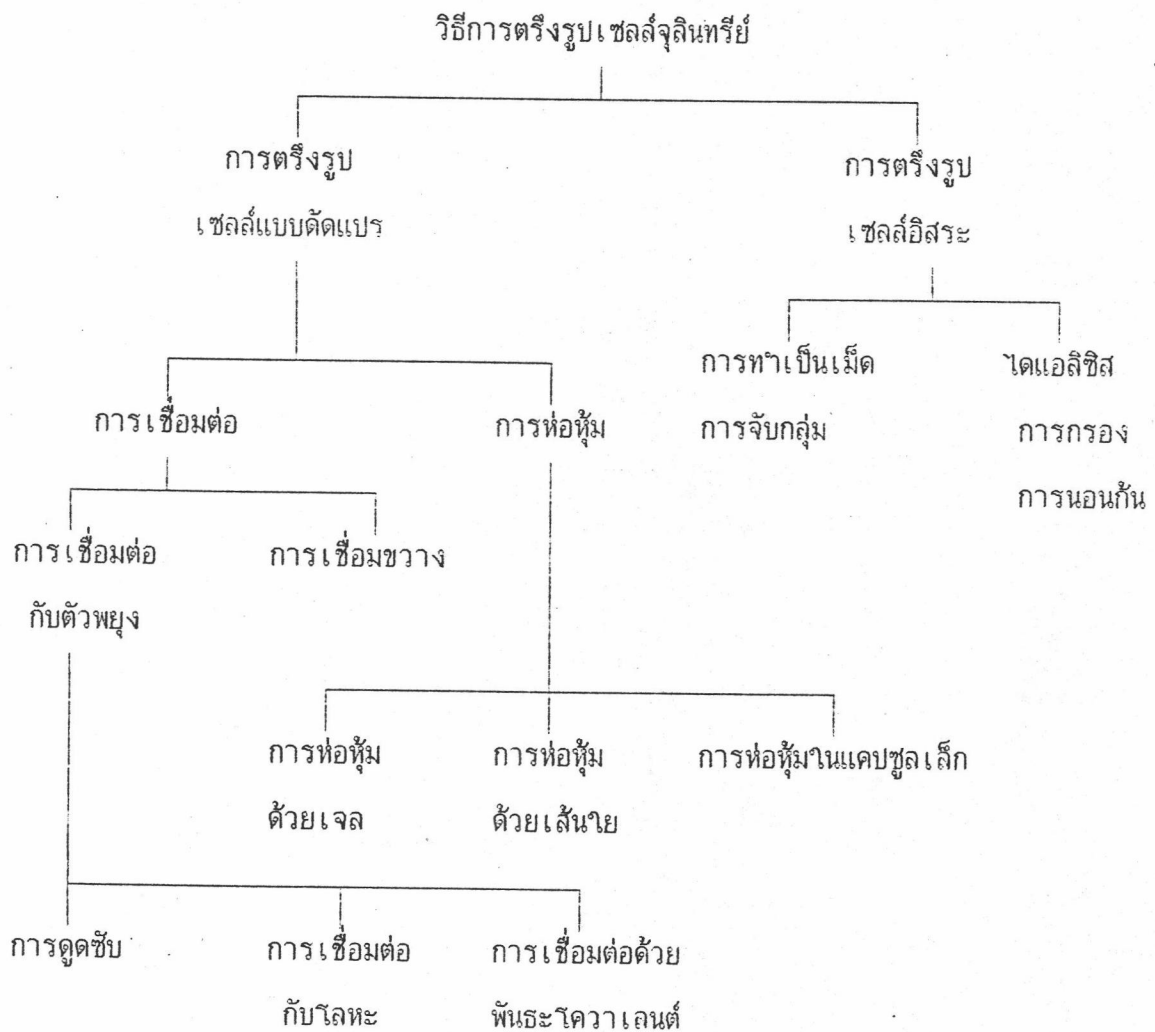 วิธีการตรึงรูปเซลล์จุลินทรีย์
การตรึงรูป
เซลล์แบบดัดแปร
การตรึงรูป
เซลล์อิสระ
การทำเป็นเม็ด
การจับกลุ่ม
ไดแอลิซิส
การกรอง
การนอนก้น
การเชื่อมต่อ
การห่อหุ้ม
การเชื่อมต่อ
กับตัวพยุง
การเชื่อมขวาง
การห่อหุ้ม
ด้วยเจล
การห่อหุ้ม
ด้วยเส้นใย
การห่อหุ้มในแคปซูลเล็ก
การดูดซับ
การเชื่อมต่อ
กับโลหะ
การเชื่อมต่อด้วย
พันธะโควาเลนต์